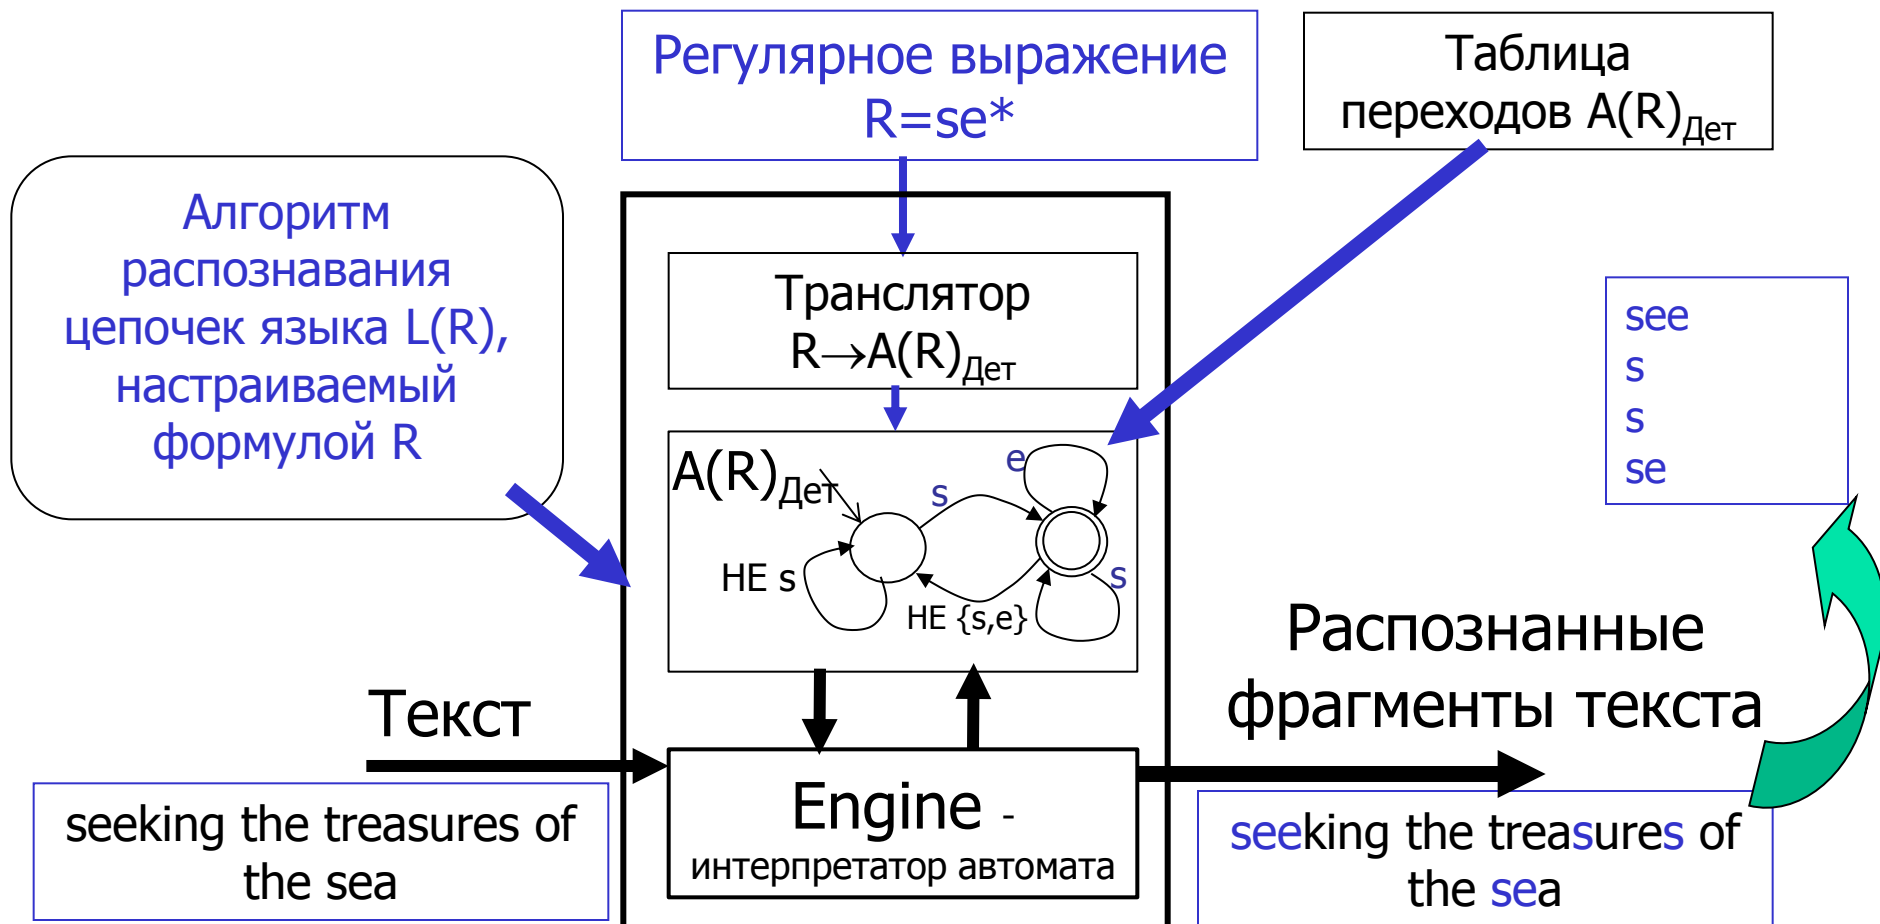 Регулярное выражение
R=se*
Таблица
переходов A(R)Дет
Алгоритм
распознавания
цепочек языка L(R),
настраиваемый
формулой R
Транслятор
R→A(R)Дет
see
s
s
se
A(R)Дет
e
s
НЕ s
s
НЕ {s,e}
Текст
Распознанные
фрагменты текста
seeking the treasures of
the sea
Engine -
интерпретатор автомата
seeking the treasures of
the sea